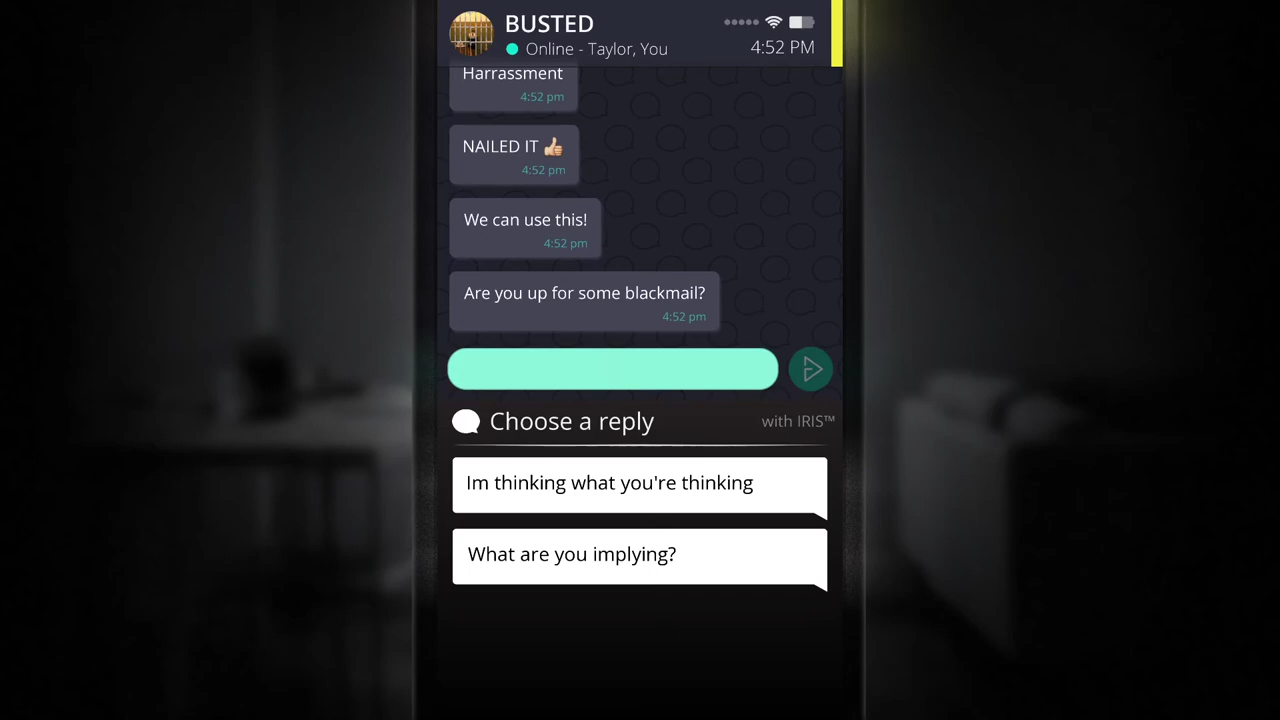 BUSTED
Online - Taylor, You
4:52 PM
Harrassment
4:52 pm
NAILED IT 👍🏼
4:52 pm
We can use this!
4:52 pm
Are you up for some blackmail?
4:52 pm
Choose a reply
with IRIS™
Im thinking what you're thinking
What are you implying?